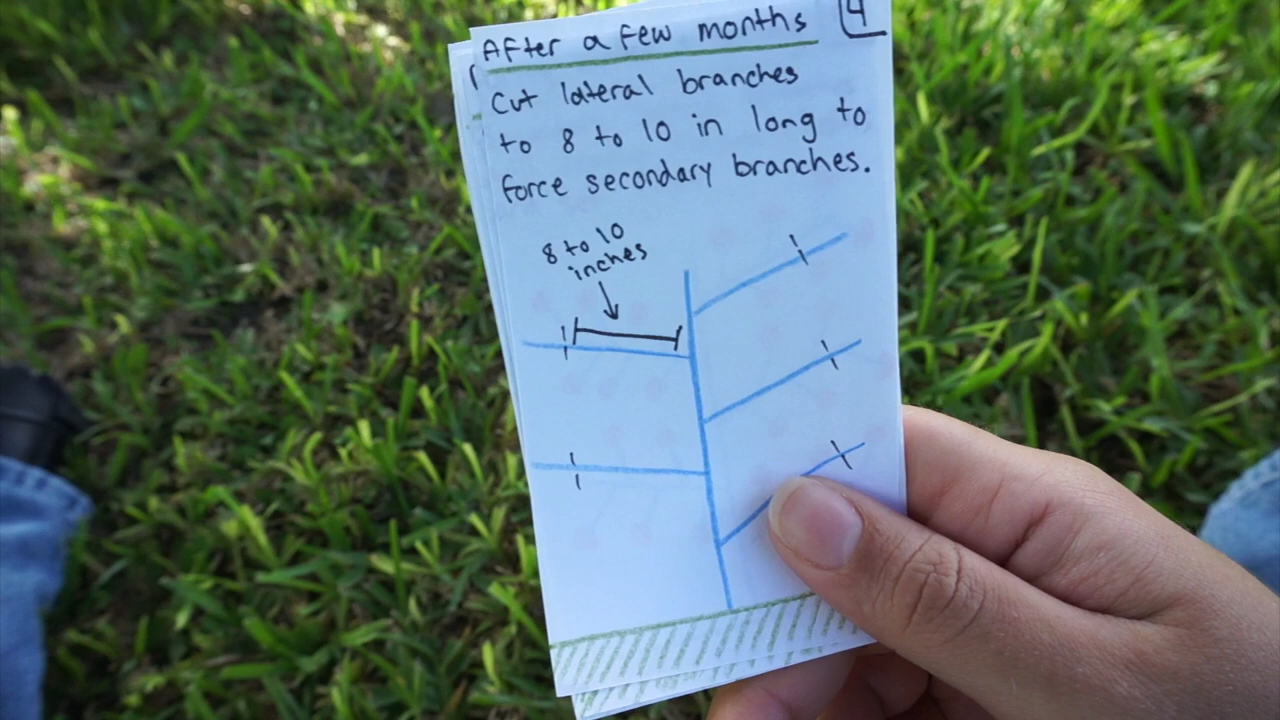 After a few months
4
Cut lateral branches
to 8 to 10 in long to
force secondary branches.
8 to 10
inches